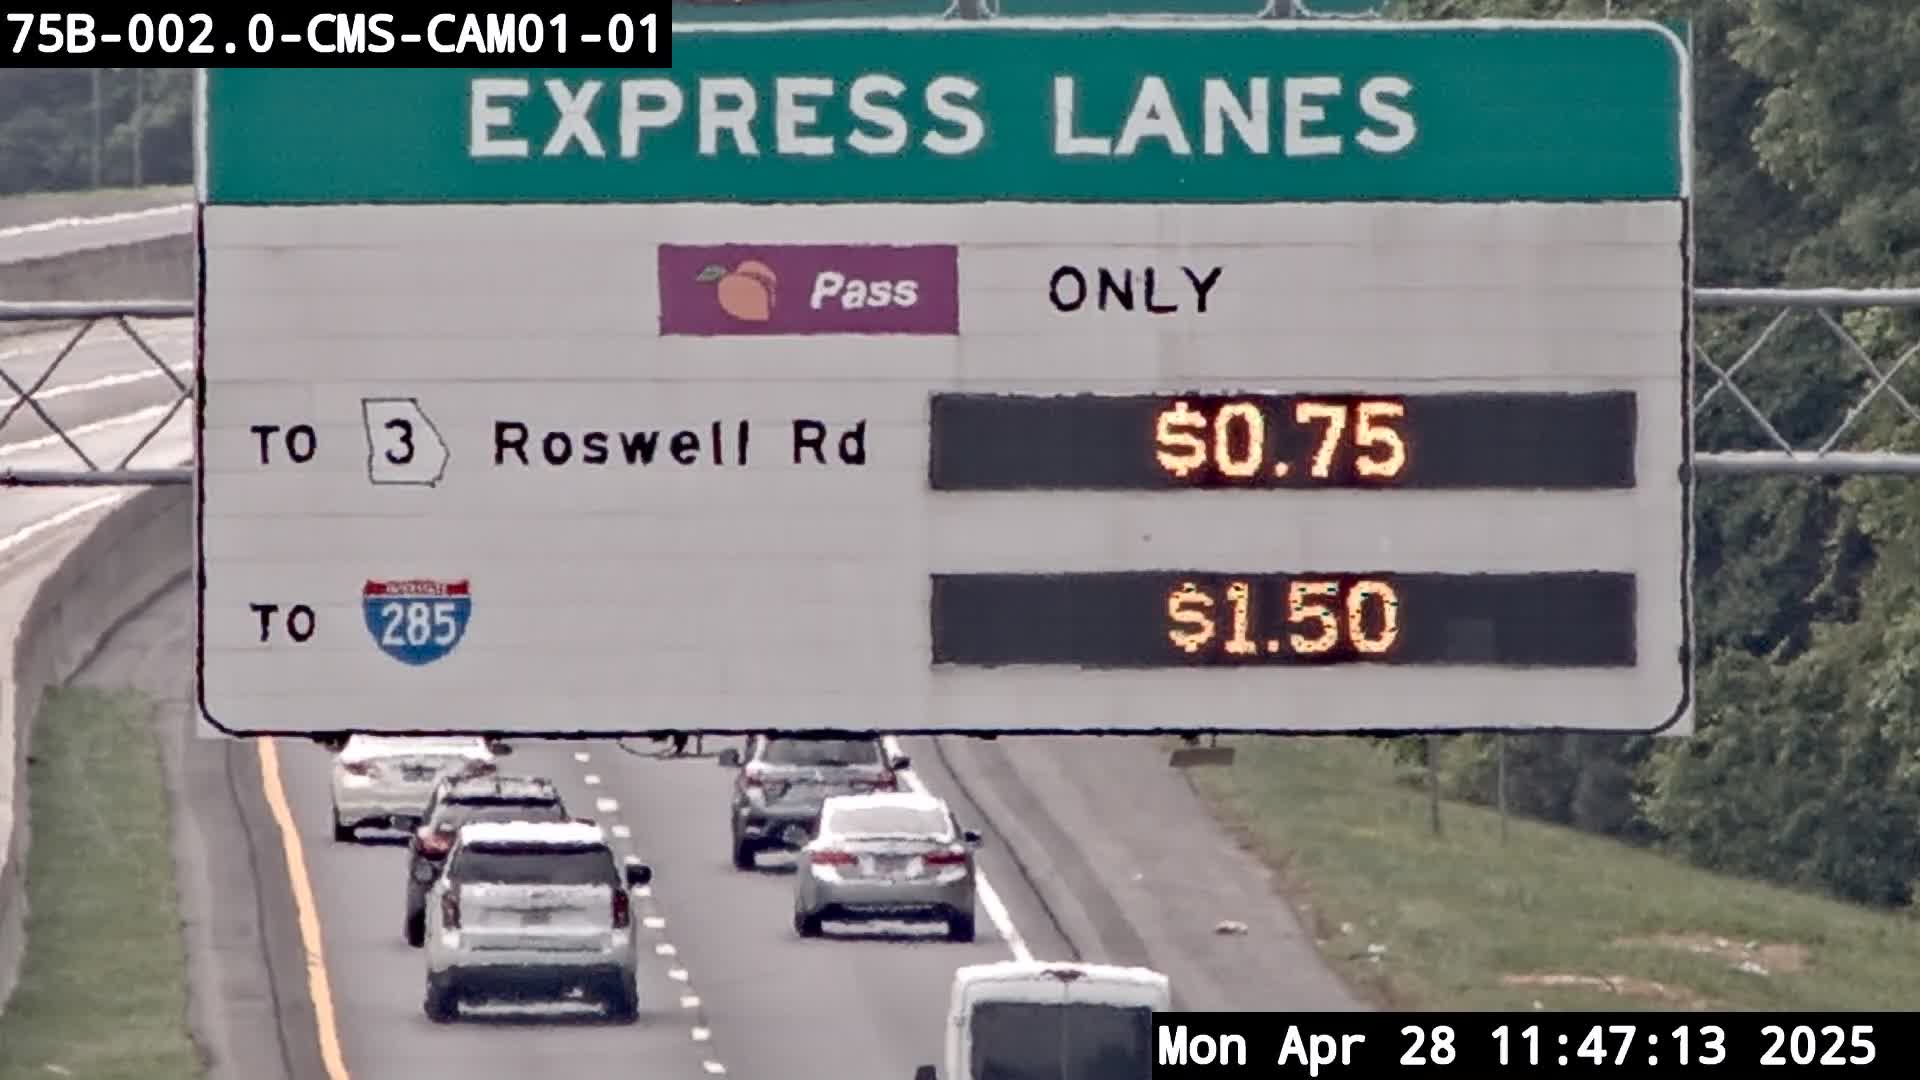 75B-002.0-CMS-CAM01-01
EXPRESS LANES
Pass ONLY
TO 3 Roswell Rd $0.75
TO 285 $1.50
Mon Apr 28 11:47:13 2025